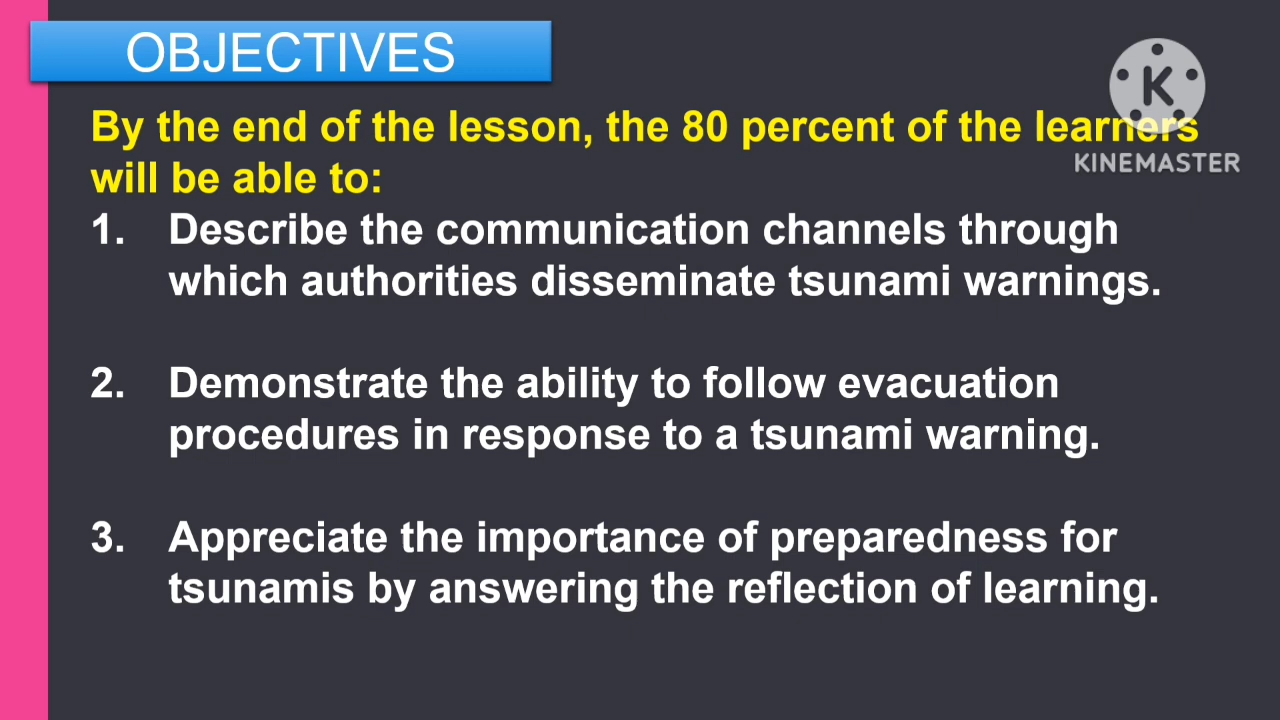 OBJECTIVES
By the end of the lesson, the 80 percent of the learners
will be able to:
1. Describe the communication channels through
which authorities disseminate tsunami warnings.
2. Demonstrate the ability to follow evacuation
procedures in response to a tsunami warning.
3. Appreciate the importance of preparedness for
tsunamis by answering the reflection of learning.
K
KINEMASTER